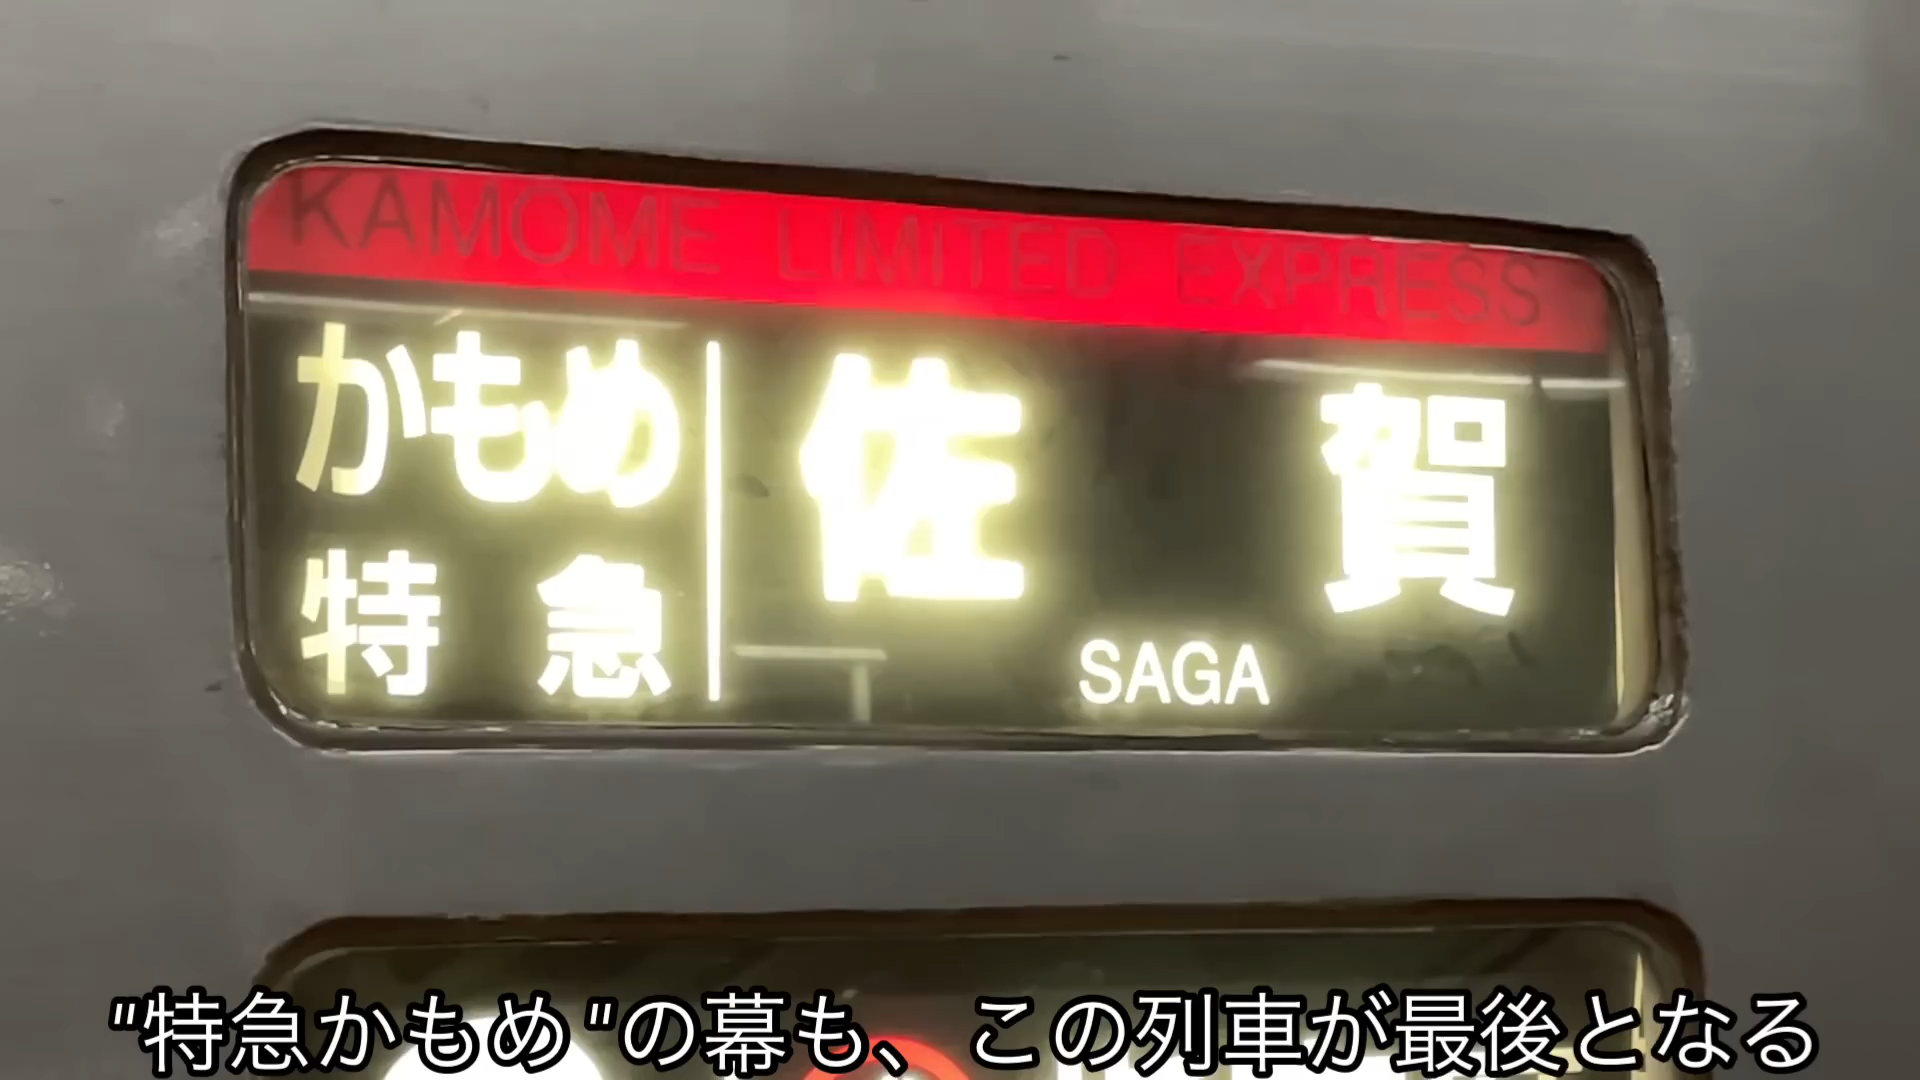 KAMOME LIMITED EXPRESS
かもめ
特急
佐賀
SAGA
"特急かもめ"の幕も、この列車が最後となる